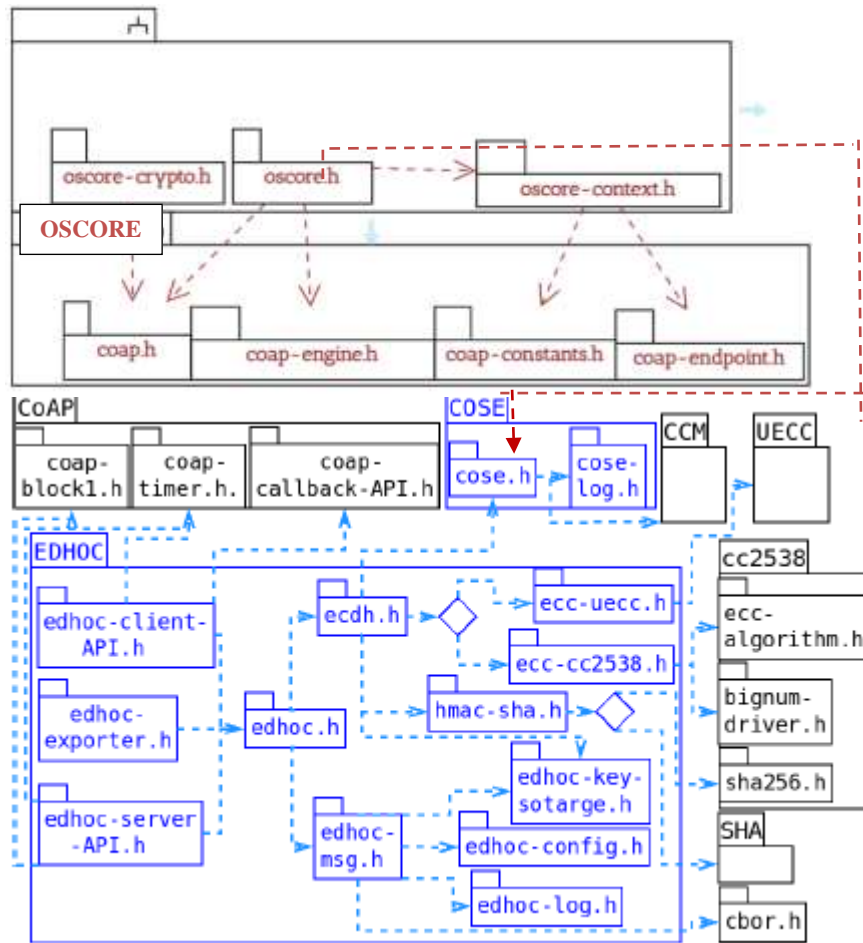 oscore-crypto.h
oscore.h
oscore-context.h
OSCORE
coap.h
coap-engine.h
coap-constants.h
coap-endpoint.h
CoAP
COSE
coap-
block1.h
coap-
timer.h.
coap-
callback-API.h
cose.h
cose-
log.h
CCM
UECC
EDHOC
cc2538
edhoc-client-
API.h
ecdh.h
ecc-uecc.h
ecc-
algorithm.h
ecc-cc2538.h
edhoc-
exporter.h
edhoc.h
hmac-sha.h
bignum-
driver.h
edhoc-key-
sotarge.h
sha256.h
edhoc-server
-API.h
edhoc-
msg.h
edhoc-config.h
SHA
edhoc-log.h
cbor.h